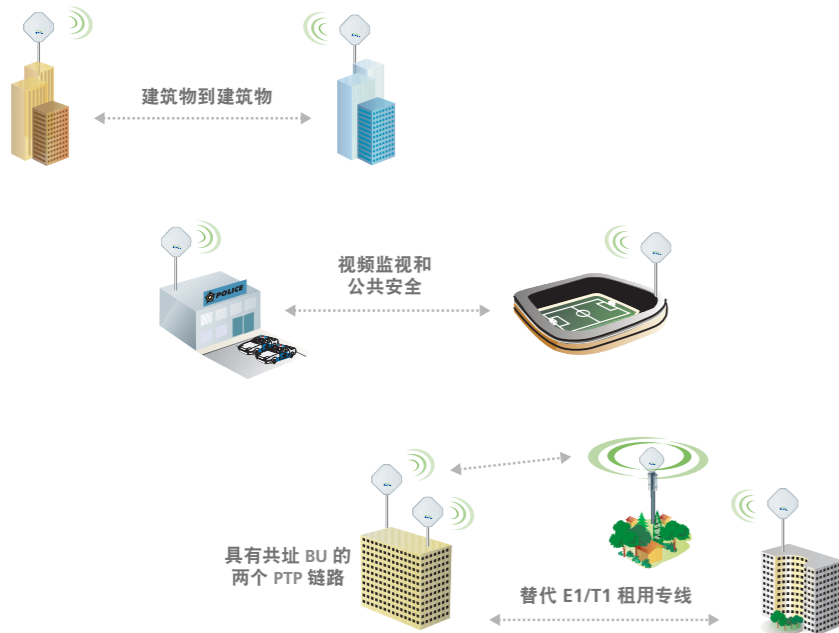 建筑物到建筑物
POLICE
视频监视和
公共安全
具有共址 BU 的
两个 PTP 链路
替代 E1/T1 租用专线